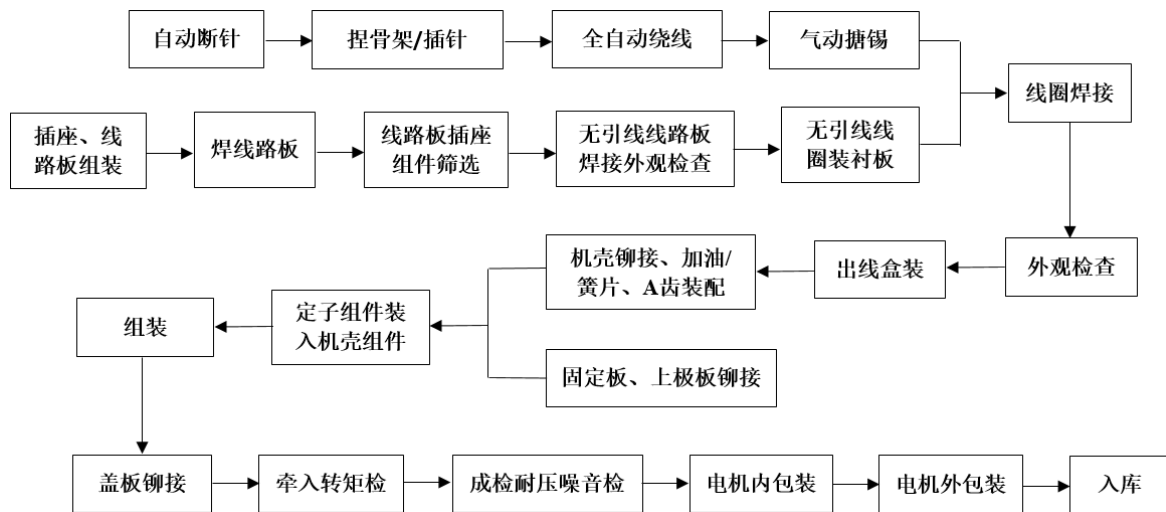 自动断针
捏骨架/插针
全自动绕线
气动搪锡
线圈焊接
插座、线
路板组装
焊线路板
线路板插座
组件筛选
无引线线路板
焊接外观检查
无引线线
圈装衬板
机壳铆接、加油/
簧片、A齿装配
出线盒装
外观检查
组装
定子组件装
入机壳组件
固定板、上极板铆接
盖板铆接
牵入转矩检
成检耐压噪音检
电机内包装
电机外包装
入库